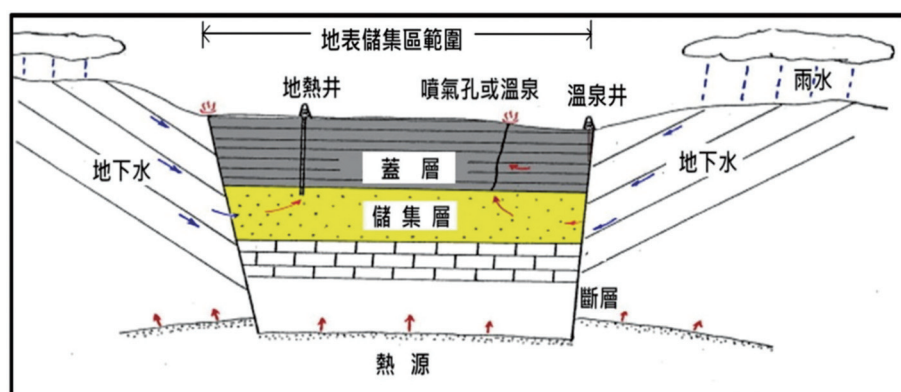 地表儲集區範圍
地熱井
噴氣孔或溫泉
溫泉井
雨水
地下水
蓋層
地下水
儲集層
斷層
熱源